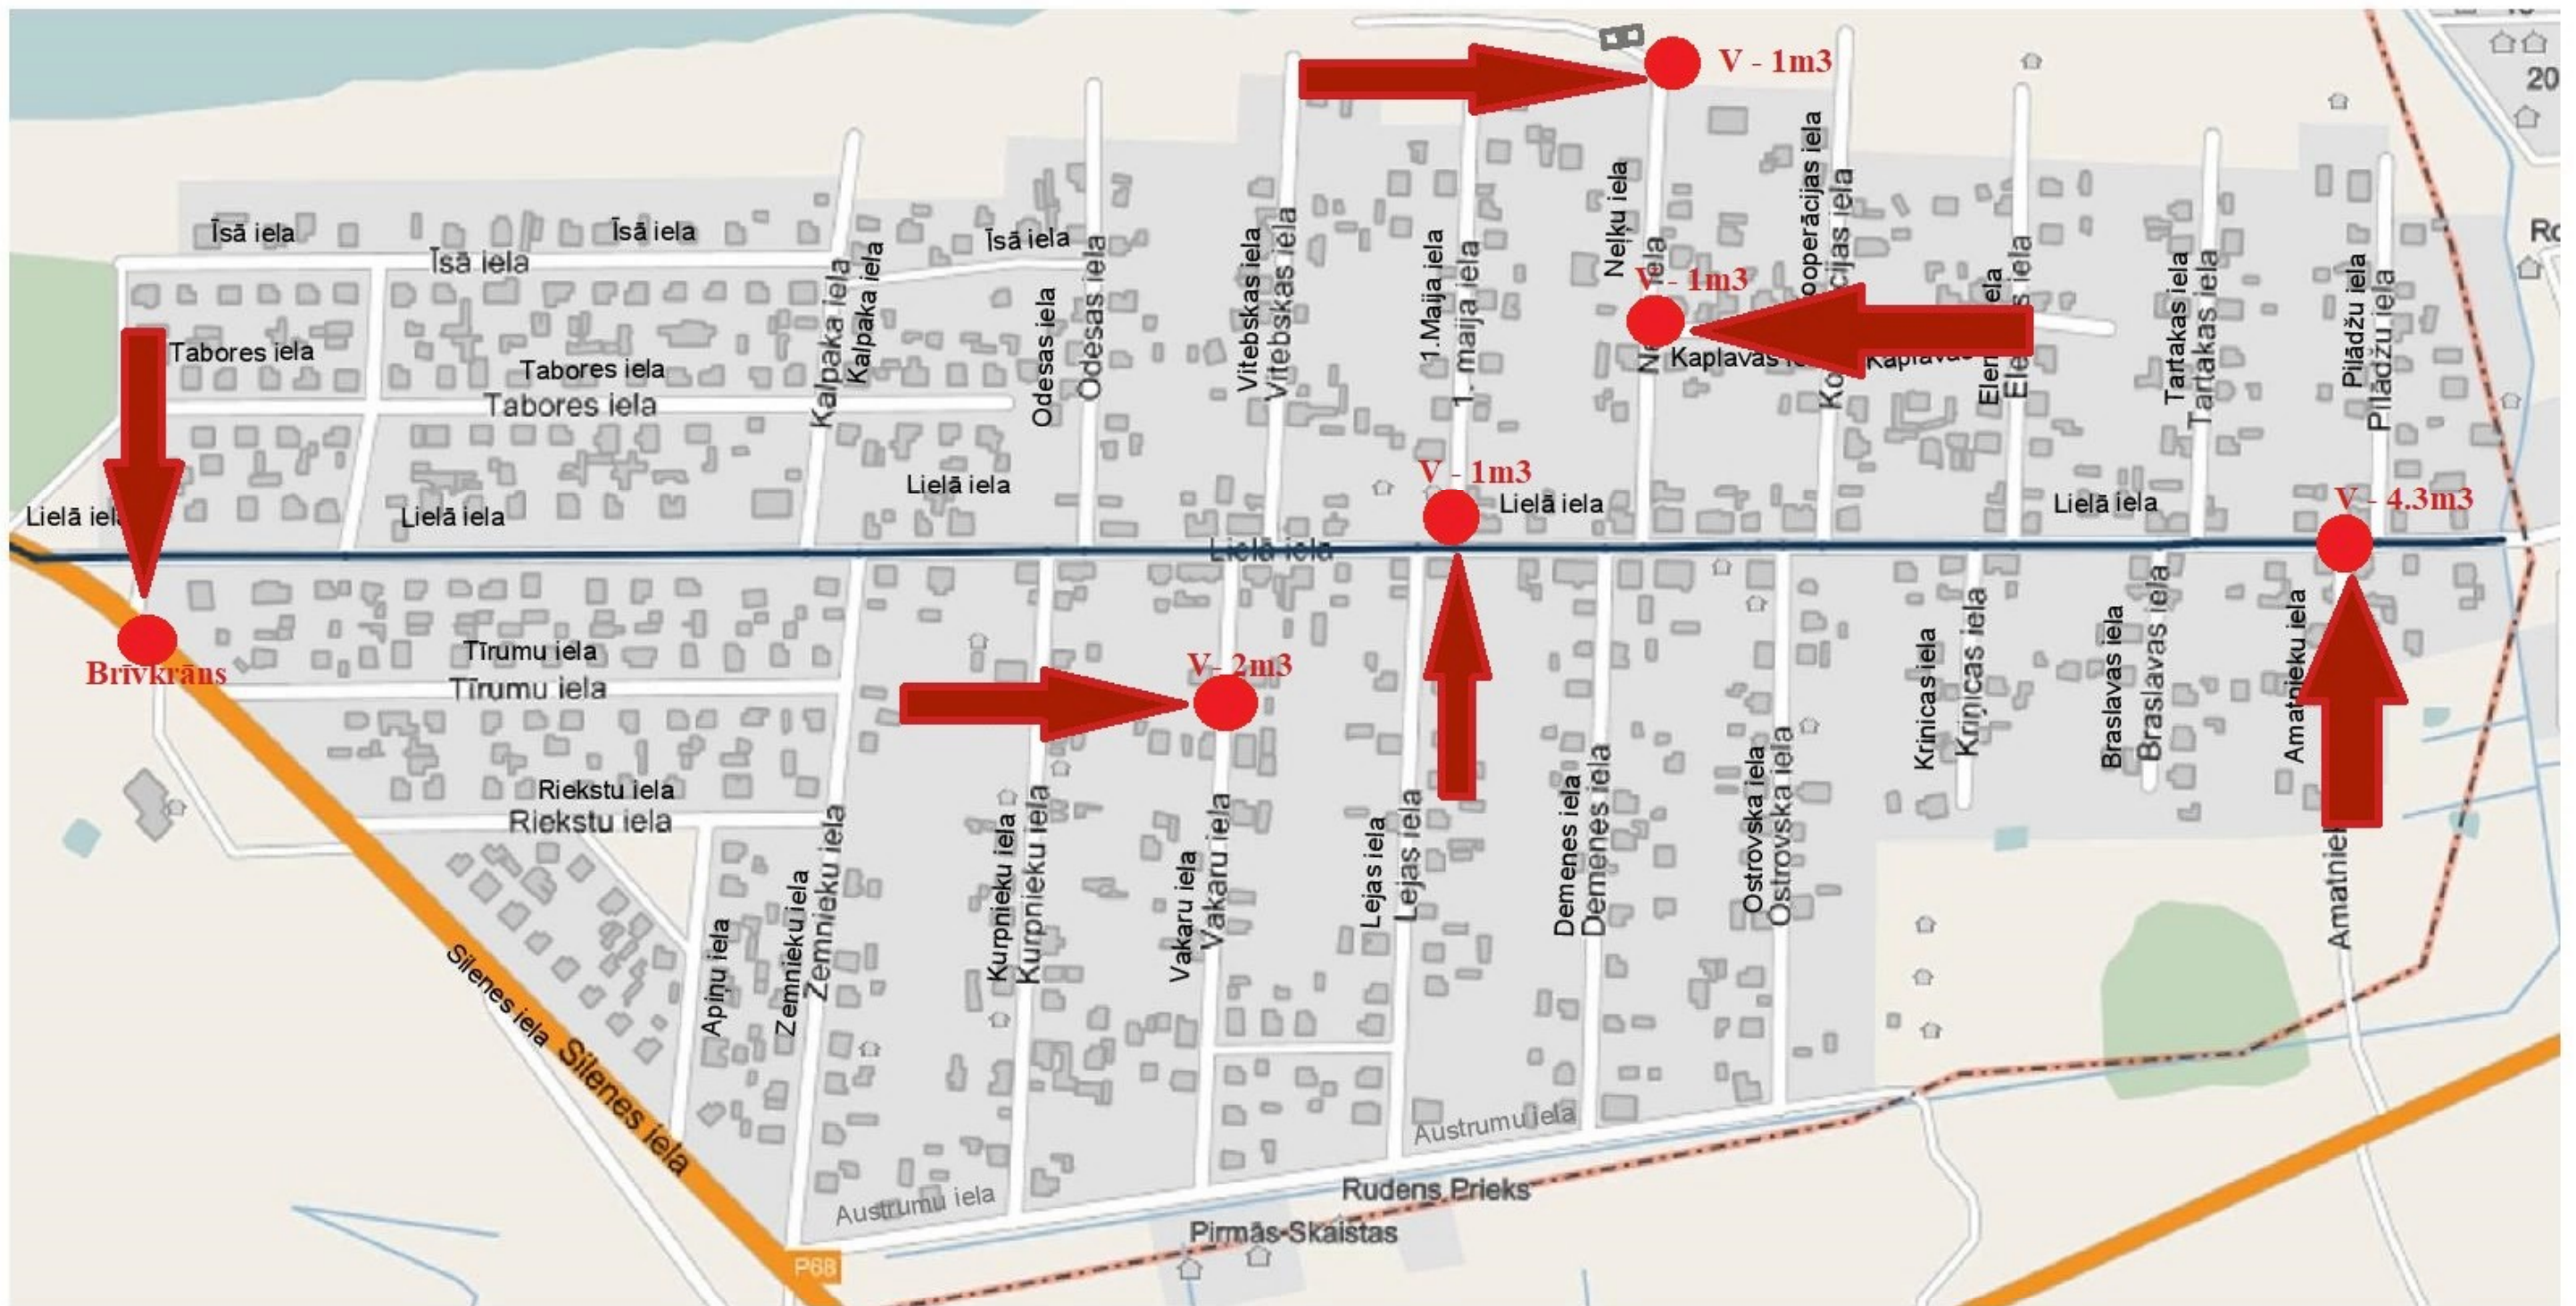 V - 1m3
20
Īsā iela
Īsā iela
Īsā iela
Īsā iela
Tabores iela
Tabores iela
Tabores iela
Kalpaka iela
Kalpaka iela
Odesas iela
Odesas iela
Vitebskas iela
Vitebskas iela
1.Maija iela
1. maija iela
Neļķu iela
iela
V - 1m3
Kaplavas
ooperācijas iela
Tartakas iela
Tartakas iela
Pīlādžu iela
Pīlādžu iela
Lielā iela
Lielā iela
Lielā iela
V - 1m3
Lielā iela
Lielā iela
V - 4.3m3
Lielā iela
Brīvkrāns
Tīrumu iela
Tīrumu iela
V- 2m3
Riekstu iela
Riekstu iela
Silenes iela
Silenes iela
Apiņu iela
Zemnieku iela
Zemnieku iela
Kurpnieku iela
Kurpnieku iela
Vakaru iela
Vakaru iela
Lejas iela
Lejas iela
Demenes iela
Demenes iela
Ostrovska iela
Ostrovska iela
Krinicas iela
Kriņicas iela
Braslavas iela
Braslavas iela
Amatnieku iela
Amatniek
Austrumu iela
Austrumu iela
Rudens Prieks
Pirmās-Skaistas
P68